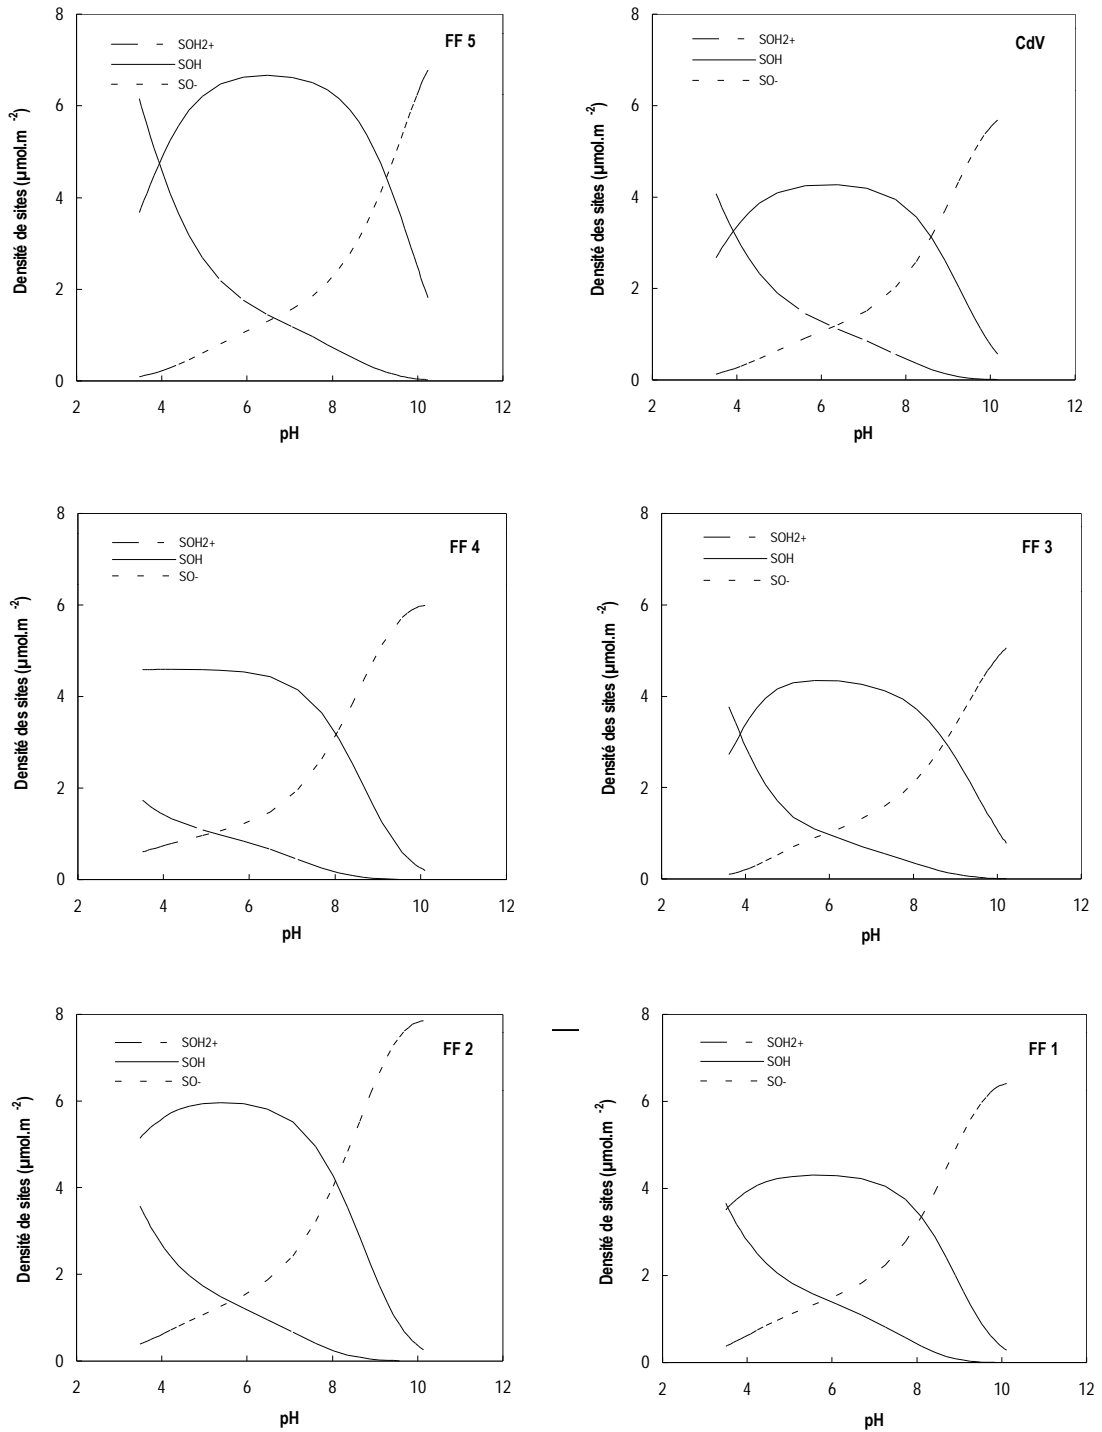 FF 5
SOH2+
SOH
SO-
Densité de sites (µmol.m -2)
8
6
4
2
0
2 4 6 8 10 12
pH
CdV
SOH2+
SOH
SO-
Densité des sites (µmol.m -2)
8
6
4
2
0
2 4 6 8 10 12
pH
FF 4
SOH2+
SOH
SO-
Densité des sites (µmol.m -2)
8
6
4
2
0
2 4 6 8 10 12
pH
FF 3
SOH2+
SOH
SO-
Densité des sites (µmol.m -2)
8
6
4
2
0
2 4 6 8 10 12
pH
FF 2
SOH2+
SOH
SO-
Densité de sites (µmol.m -2)
8
6
4
2
0
2 4 6 8 10 12
pH
FF 1
SOH2+
SOH
SO-
Densité de sites (µmol.m -2)
8
6
4
2
0
2 4 6 8 10 12
pH